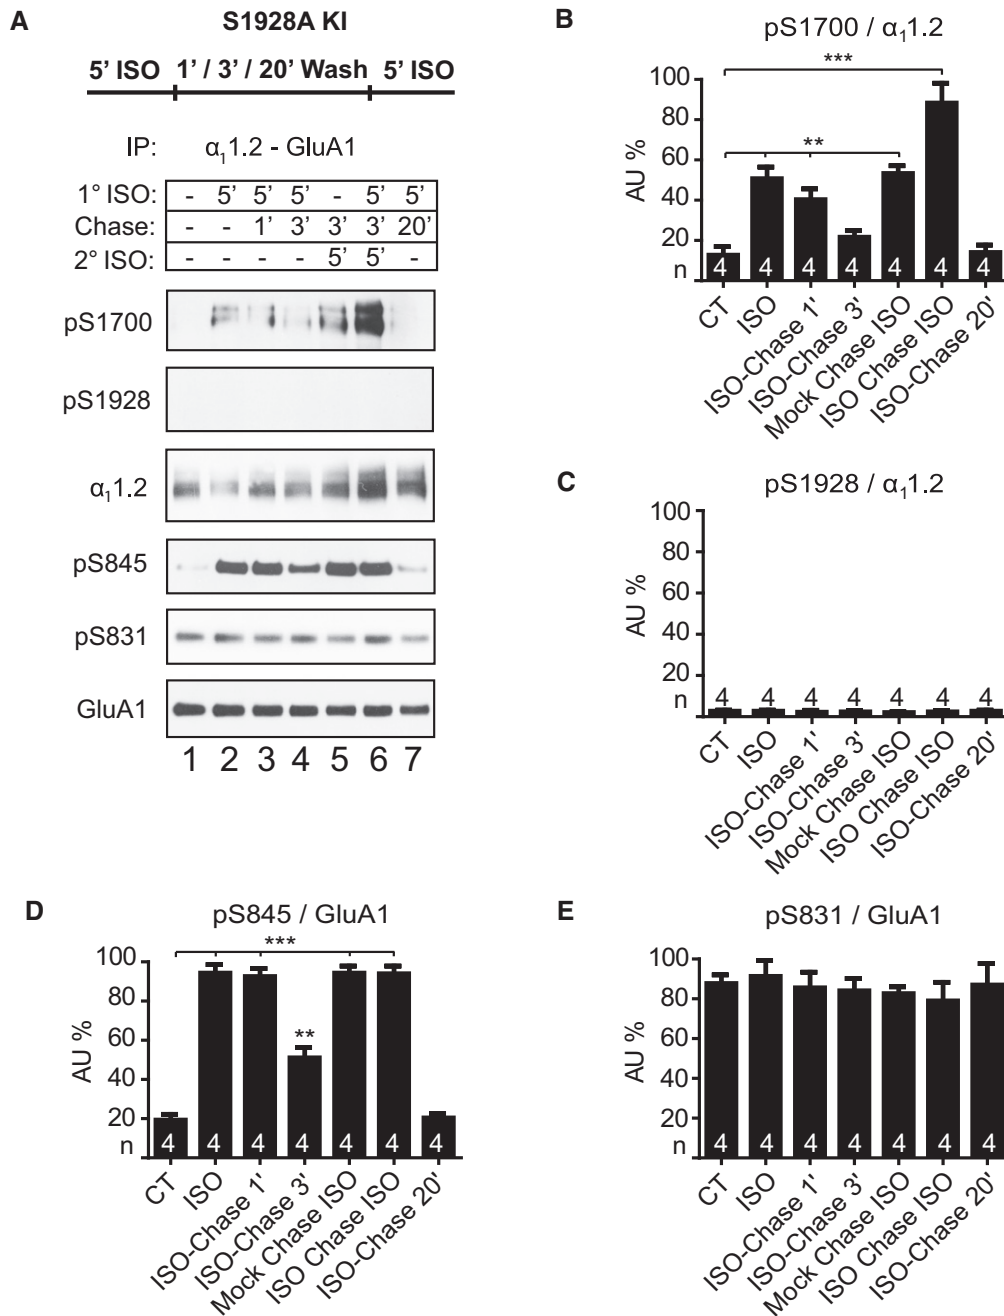 A
S1928A KI
5’ ISO 1’ / 3’ / 20’ Wash 5’ ISO
IP: α₁1.2 - GluA1
1° ISO: - 5’ 5’ 5’ - 5’ 5’
Chase: - - 1’ 3’ 3’ 3’ 20’
2° ISO: - - - - 5’ 5’ -
pS1700
pS1928
α₁1.2
pS845
pS831
GluA1
1 2 3 4 5 6 7
B
pS1700 / α₁1.2
***
**
AU %
100
80
60
40
20
n 4 4 4 4 4 4 4
CT
ISO
ISO-Chase 1'
ISO-Chase 3'
Mock Chase ISO
ISO Chase ISO
ISO-Chase 20'
C
pS1928 / α₁1.2
AU %
100
80
60
40
20
n 4 4 4 4 4 4 4
CT
ISO
ISO-Chase 1'
ISO-Chase 3'
Mock Chase ISO
ISO Chase ISO
ISO-Chase 20'
D
pS845 / GluA1
***
**
AU %
100
80
60
40
20
n 4 4 4 4 4 4 4
CT
ISO
ISO-Chase 1'
ISO-Chase 3'
Mock Chase ISO
ISO Chase ISO
ISO-Chase 20'
E
pS831 / GluA1
AU %
100
80
60
40
20
n 4 4 4 4 4 4 4
CT
ISO
ISO-Chase 1'
ISO-Chase 3'
Mock Chase ISO
ISO Chase ISO
ISO-Chase 20'